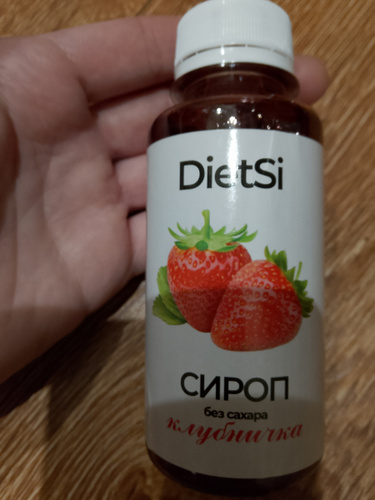 DietSi
СИРОП
без сахара
клубничка